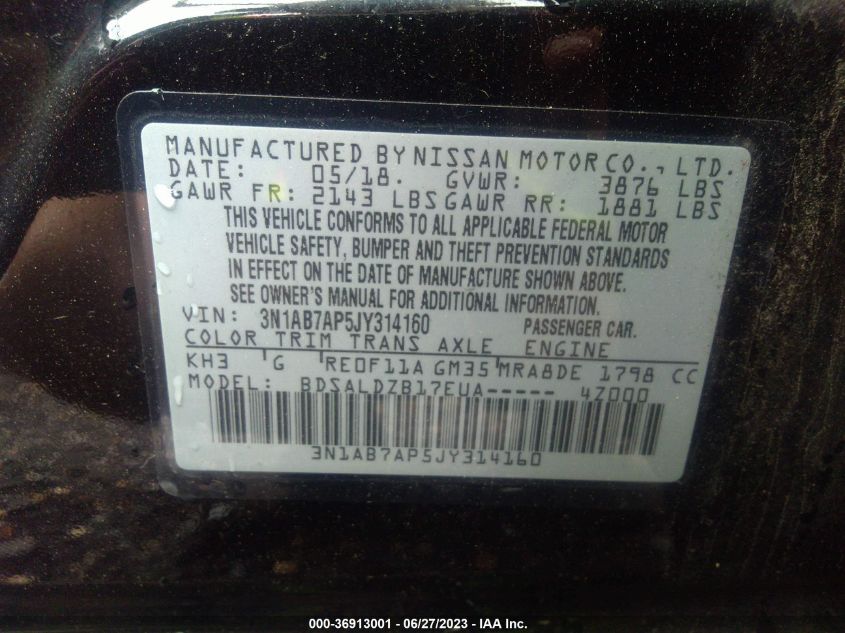 MANUFACTURED BY NISSAN MOTOR CO., LTD.
DATE: 05/18. GVWR: 3876 LBS
GAWR FR: 2143 LBS GAWR RR: 1881 LBS
THIS VEHICLE CONFORMS TO ALL APPLICABLE FEDERAL MOTOR
VEHICLE SAFETY, BUMPER AND THEFT PREVENTION STANDARDS
IN EFFECT ON THE DATE OF MANUFACTURE SHOWN ABOVE.
SEE OWNER'S MANUAL FOR ADDITIONAL INFORMATION.
VIN: 3N1AB7AP5JY314160 PASSENGER CAR.
COLOR TRIM TRANS AXLE ENGINE
KH3 'G 'RE0F11A GM35'MRA8DE 1798 CC
MODEL: BDSALDZB17EUA----- 4Z000
3N1AB7AP5JY314160
000-36913001 - 06/27/2023 - IAA Inc.